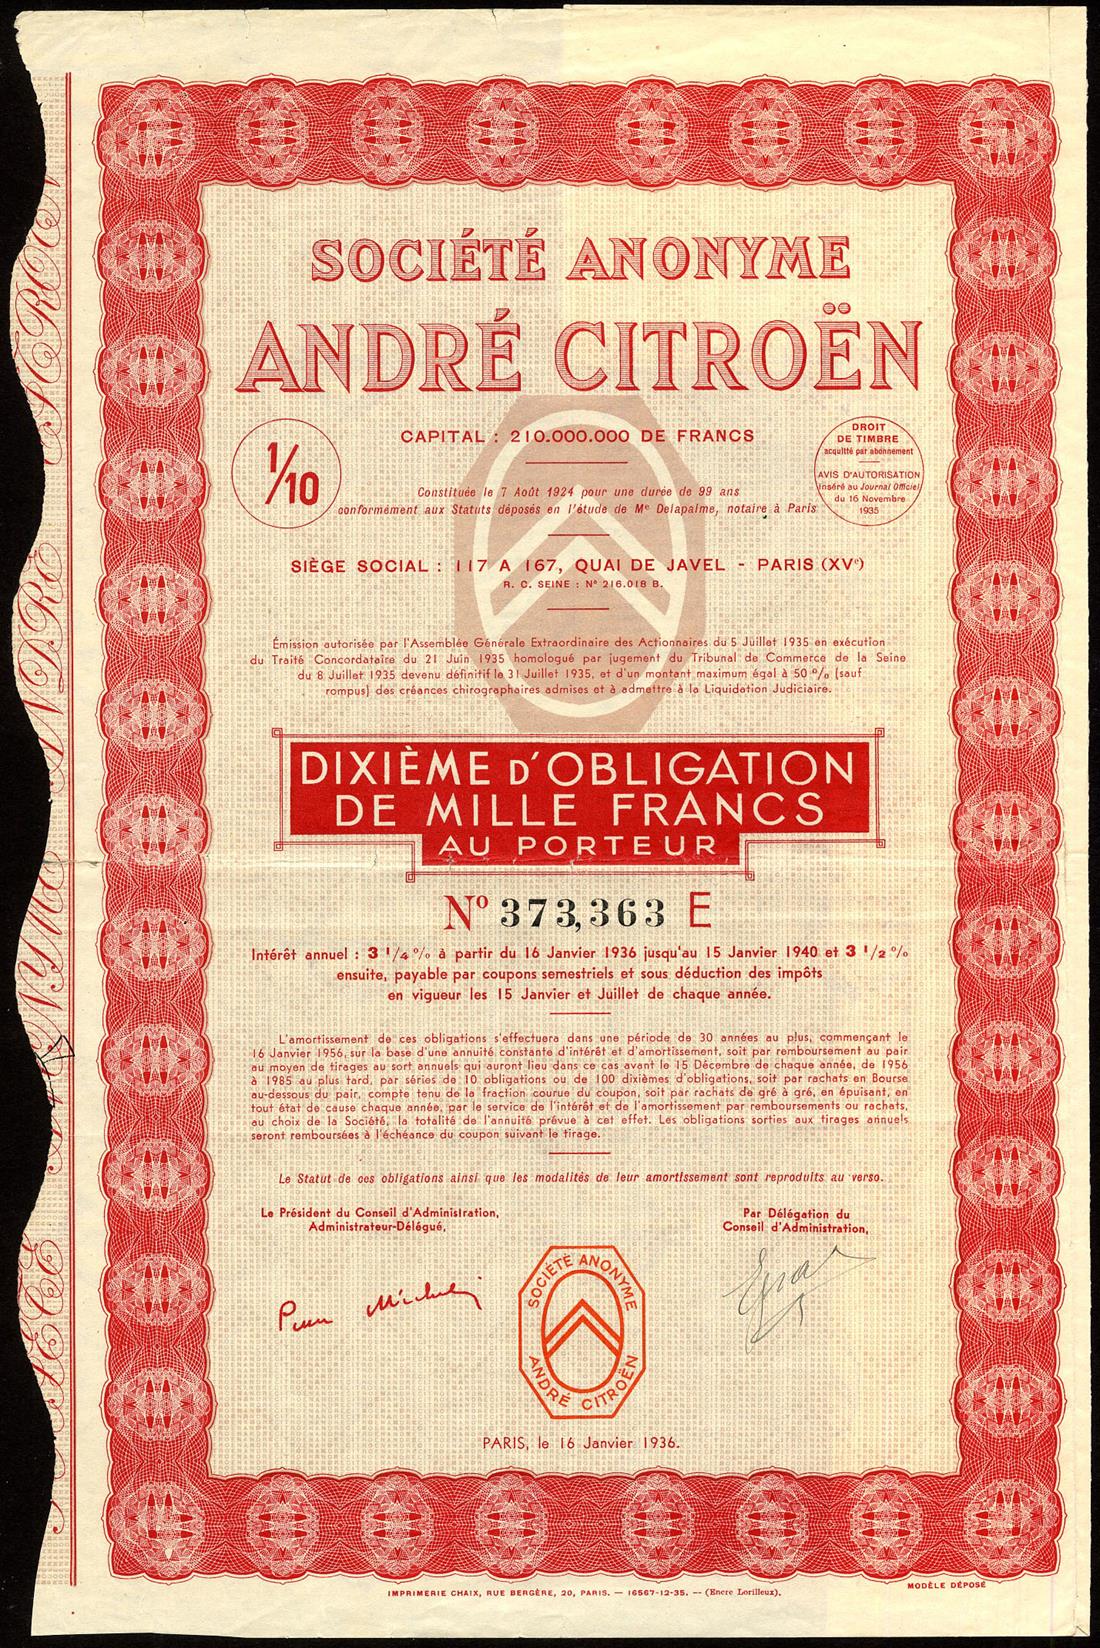 SOCIÉTÉ ANONYME
ANDRÉ CITROËN
1/10
CAPITAL : 210.000.000 DE FRANCS
Constituée le 7 Août 1924 pour une durée de 99 ans
conformément aux Statuts déposés en l'étude de Me Delapalme, notaire à Paris
DROIT
DE TIMBRE
acquitté par abonnement
AVIS D'AUTORISATION
inséré au Journal Officiel
du 16 Novembre
1935
SIÈGE SOCIAL : 117 A 167, QUAI DE JAVEL - PARIS (XVe)
R. C. SEINE : No 216.018 B.
Émission autorisée par l'Assemblée Générale Extraordinaire des Actionnaires du 5 Juillet 1935 en exécution
du Traité Concordataire du 21 Juin 1935 homologué par jugement du Tribunal de Commerce de la Seine
du 8 Juillet 1935 devenu définitif le 31 Juillet 1935, et d'un montant maximum égal à 50 % (sauf
rompus) des créances chirographaires admises et à admettre à la Liquidation Judiciaire.
DIXIÈME D'OBLIGATION
DE MILLE FRANCS
AU PORTEUR
No 373,363 E
Intérêt annuel : 3 1/4 % à partir du 16 Janvier 1936 jusqu'au 15 Janvier 1940 et 3 1/2 %
ensuite, payable par coupons semestriels et sous déduction des impôts
en vigueur les 15 Janvier et Juillet de chaque année.
L'amortissement de ces obligations s'effectuera dans une période de 30 années au plus, commençant le
16 Janvier 1956, sur la base d'une annuité constante d'intérêt et d'amortissement, soit par remboursement au pair
au moyen de tirages au sort annuels qui auront lieu dans ce cas avant le 15 Décembre de chaque année, de 1956
à 1985 au plus tard, par séries de 10 obligations ou de 100 dixièmes d'obligations, soit par rachats en Bourse
au-dessous du pair, compte tenu de la fraction courue du coupon, soit par rachats de gré à gré, en épuisant, en
tout état de cause chaque année, par le service de l'intérêt et de l'amortissement par remboursements ou rachats,
au choix de la Société, la totalité de l'annuité prévue à cet effet. Les obligations sorties aux tirages annuels
seront remboursées à l'échéance du coupon suivant le tirage.
Le Statut de ces obligations ainsi que les modalités de leur amortissement sont reproduits au verso.
Le Président du Conseil d'Administration,
Administrateur-Délégué,
Pierre Michelin
Par Délégation du
Conseil d'Administration,
SOCIÉTÉ ANONYME
ANDRÉ CITROËN
PARIS, le 16 Janvier 1936.
IMPRIMERIE CHAIX, RUE BERGÈRE, 20, PARIS. — 16567-12-35. -- (Encre Lorilleux).
MODÈLE DÉPOSÉ